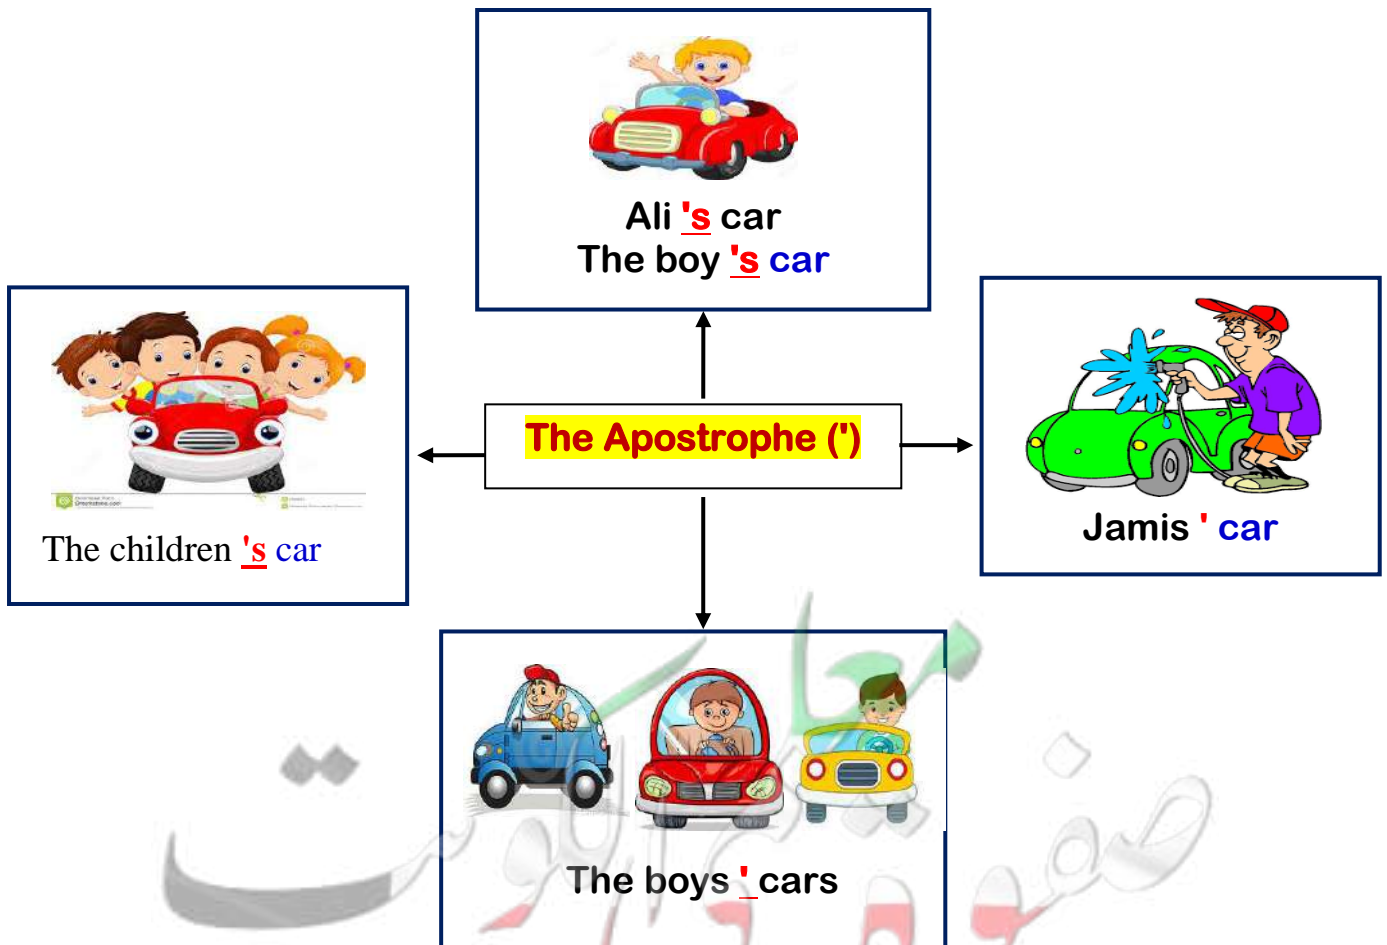 Ali 's car
The boy 's car
The Apostrophe (')
The children 's car
Jamis ' car
The boys ' cars